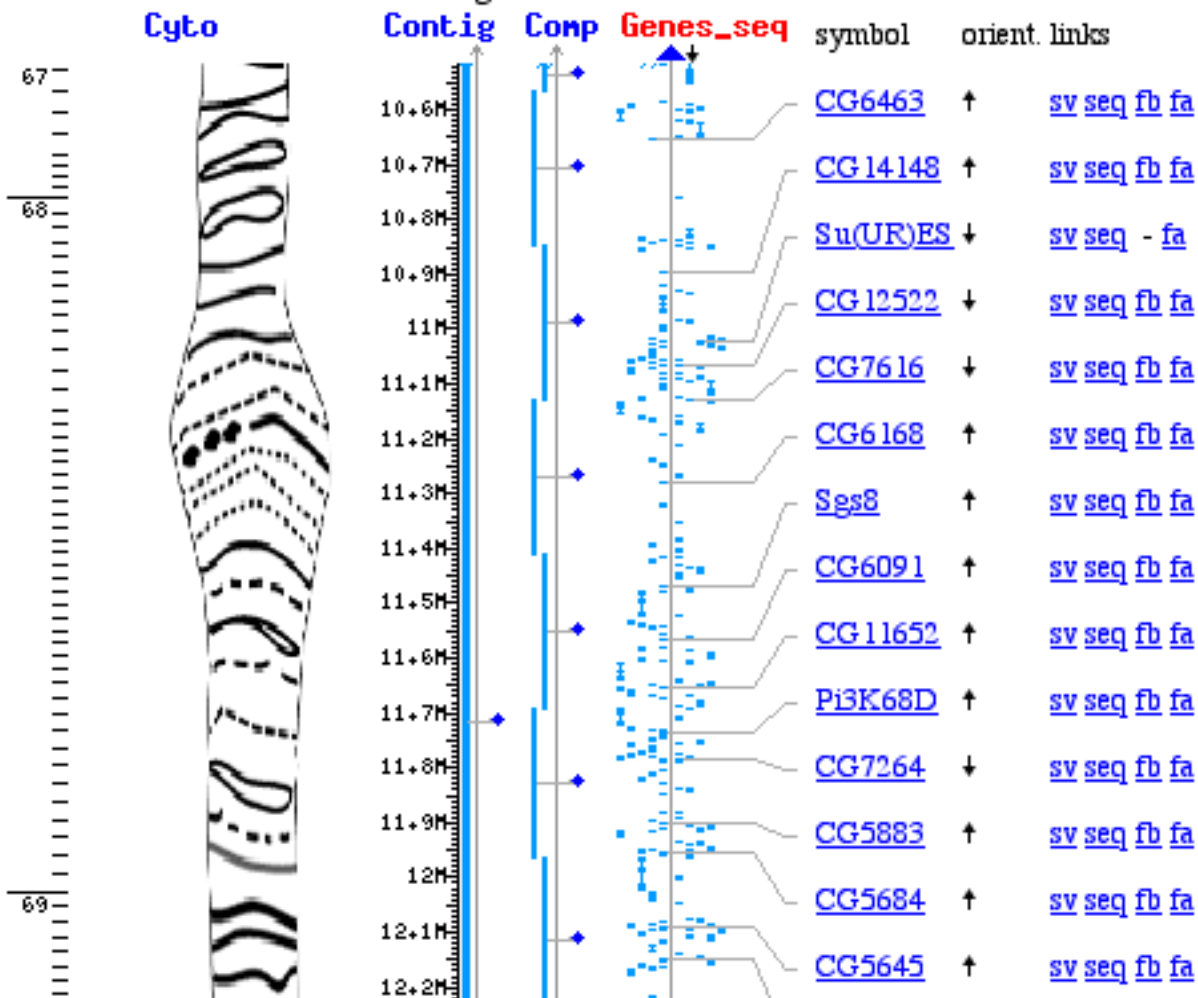 Cyto Contig Comp Genes_seq symbol orient. links
67
10.6M CG6463 ↑ sv seq fb fa
10.7M CG14148 ↑ sv seq fb fa
68
10.8M Su(UR)ES ↓ sv seq - fa
10.9M
11M CG12522 ↓ sv seq fb fa
11.1M CG7616 ↓ sv seq fb fa
11.2M CG6168 ↑ sv seq fb fa
11.3M Sgs8 ↑ sv seq fb fa
11.4M CG6091 ↑ sv seq fb fa
11.5M
11.6M CG11652 ↑ sv seq fb fa
11.7M Pi3K68D ↑ sv seq fb fa
11.8M CG7264 ↓ sv seq fb fa
11.9M CG5883 ↑ sv seq fb fa
12M
69 CG5684 ↑ sv seq fb fa
12.1M CG5645 ↑ sv seq fb fa
12.2M